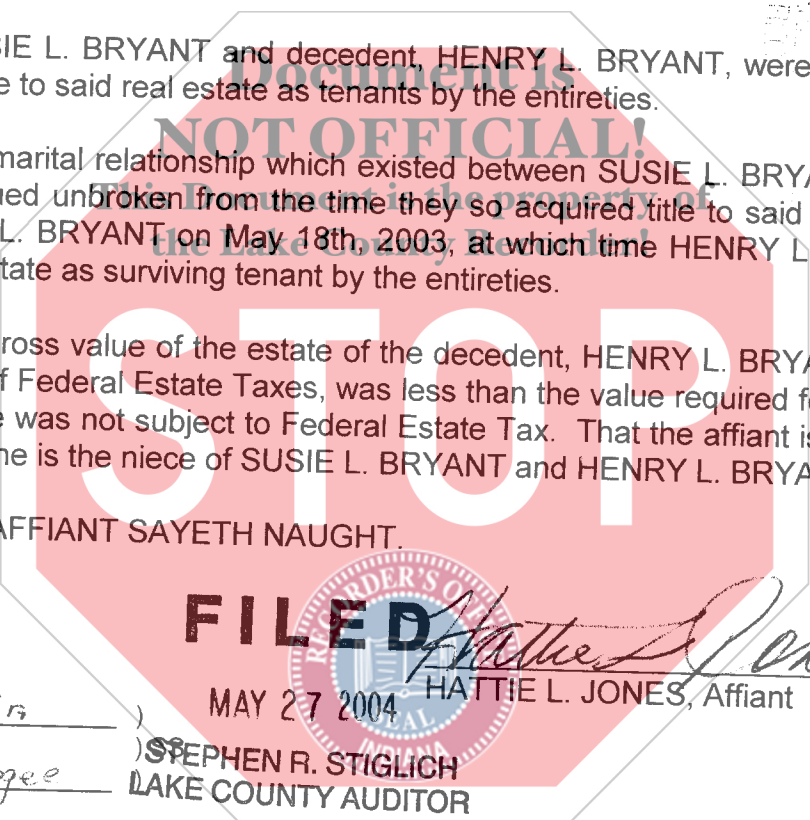 SIE L. BRYANT and decedent, HENRY L. BRYANT, were
e to said real estate as tenants by the entireties.
Document is
NOT OFFICIAL!
This Document is the property of
the Lake County Recorder!
marital relationship which existed between SUSIE L. BRYA
ued unbroken from the time they so acquired title to said
L. BRYANT on May 18th, 2003, at which time HENRY L
tate as surviving tenant by the entireties.
STOP
ross value of the estate of the decedent, HENRY L. BRYA
f Federal Estate Taxes, was less than the value required f
e was not subject to Federal Estate Tax. That the affiant is
he is the niece of SUSIE L. BRYANT and HENRY L. BRYA
AFFIANT SAYETH NAUGHT.
FILED
Hattie L Jon
HATTIE L. JONES, Affiant
MAY 27 2004
SEAL
INDIANA
)
)SS
)
STEPHEN R. STIGLICH
LAKE COUNTY AUDITOR